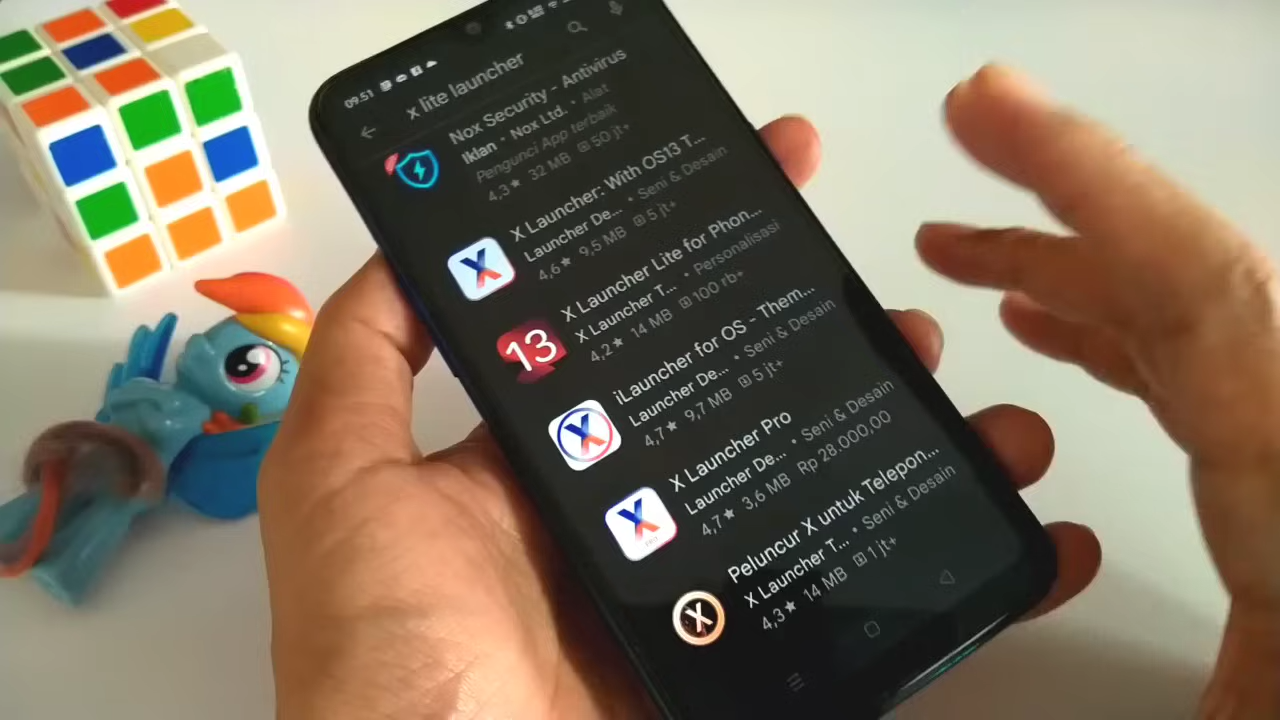 09.51
x lite launcher
Nox Security - Antivirus
Iklan • Nox Ltd. • Alat
Pengunci App terbaik
4,3★ 32 MB 50 jt+
X Launcher: With OS13 T...
Launcher De... • Seni & Desain
4,6★ 9,5 MB 5 jt+
X Launcher Lite for Phon...
X Launcher T... • Personalisasi
4,2★ 14 MB 100 rb+
13
iLauncher for OS - Them...
Launcher De... • Seni & Desain
4,7★ 9,7 MB 5 jt+
X Launcher Pro
Launcher De... • Seni & Desain
4,7★ 3,6 MB Rp 28.000,00
PRO
Peluncur X untuk Telepon...
X Launcher T... • Seni & Desain
4,3★ 14 MB 1 jt+